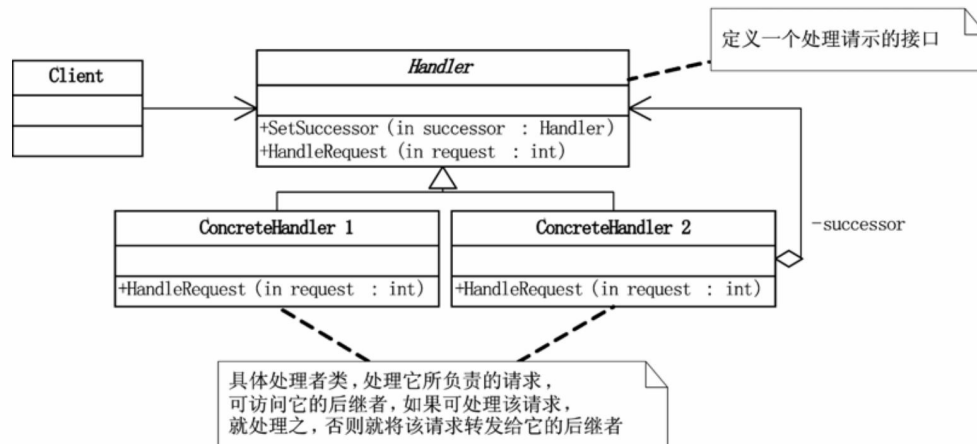 定义一个处理请示的接口
Client
Handler
+SetSuccessor (in successor : Handler)
+HandleRequest (in request : int)
ConcreteHandler 1
+HandleRequest (in request : int)
ConcreteHandler 2
+HandleRequest (in request : int)
-successor
具体处理者类，处理它所负责的请求，
可访问它的后继者，如果可处理该请求，
就处理之，否则就将该请求转发给它的后继者